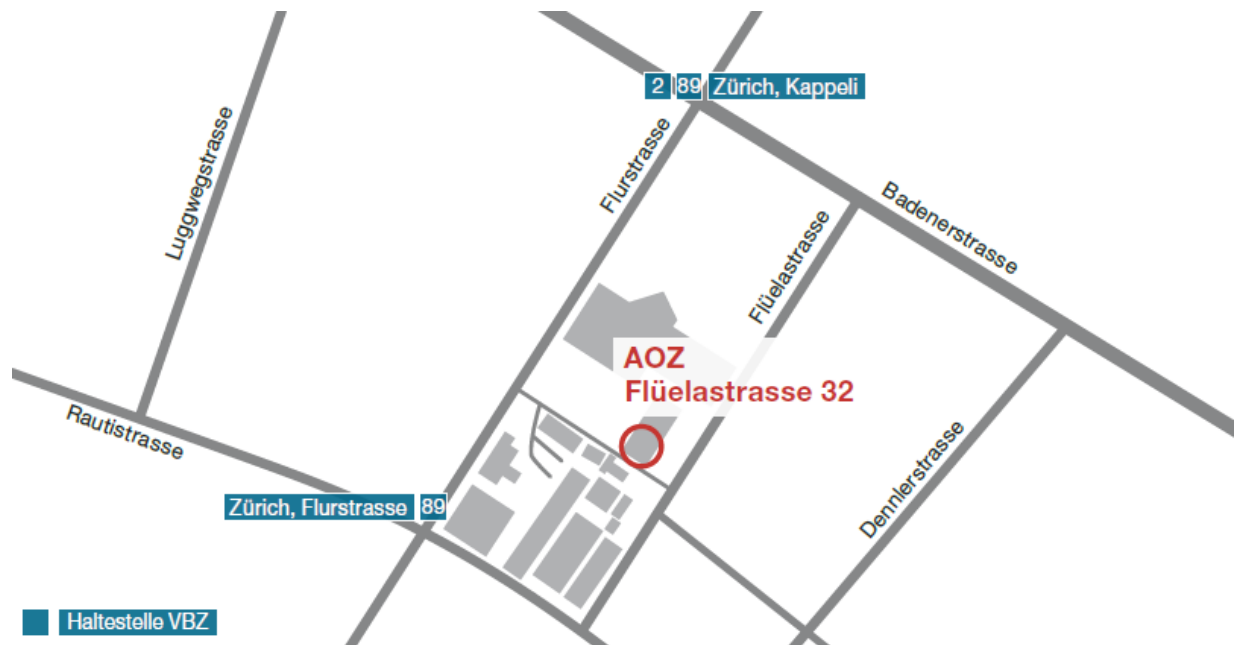 2 89 Zürich, Kappeli
Luggwegstrasse
Flurstrasse
Badenerstrasse
Flüelastrasse
AOZ
Flüelastrasse 32
Rautistrasse
Dennlerstrasse
Zürich, Flurstrasse 89
Haltestelle VBZ